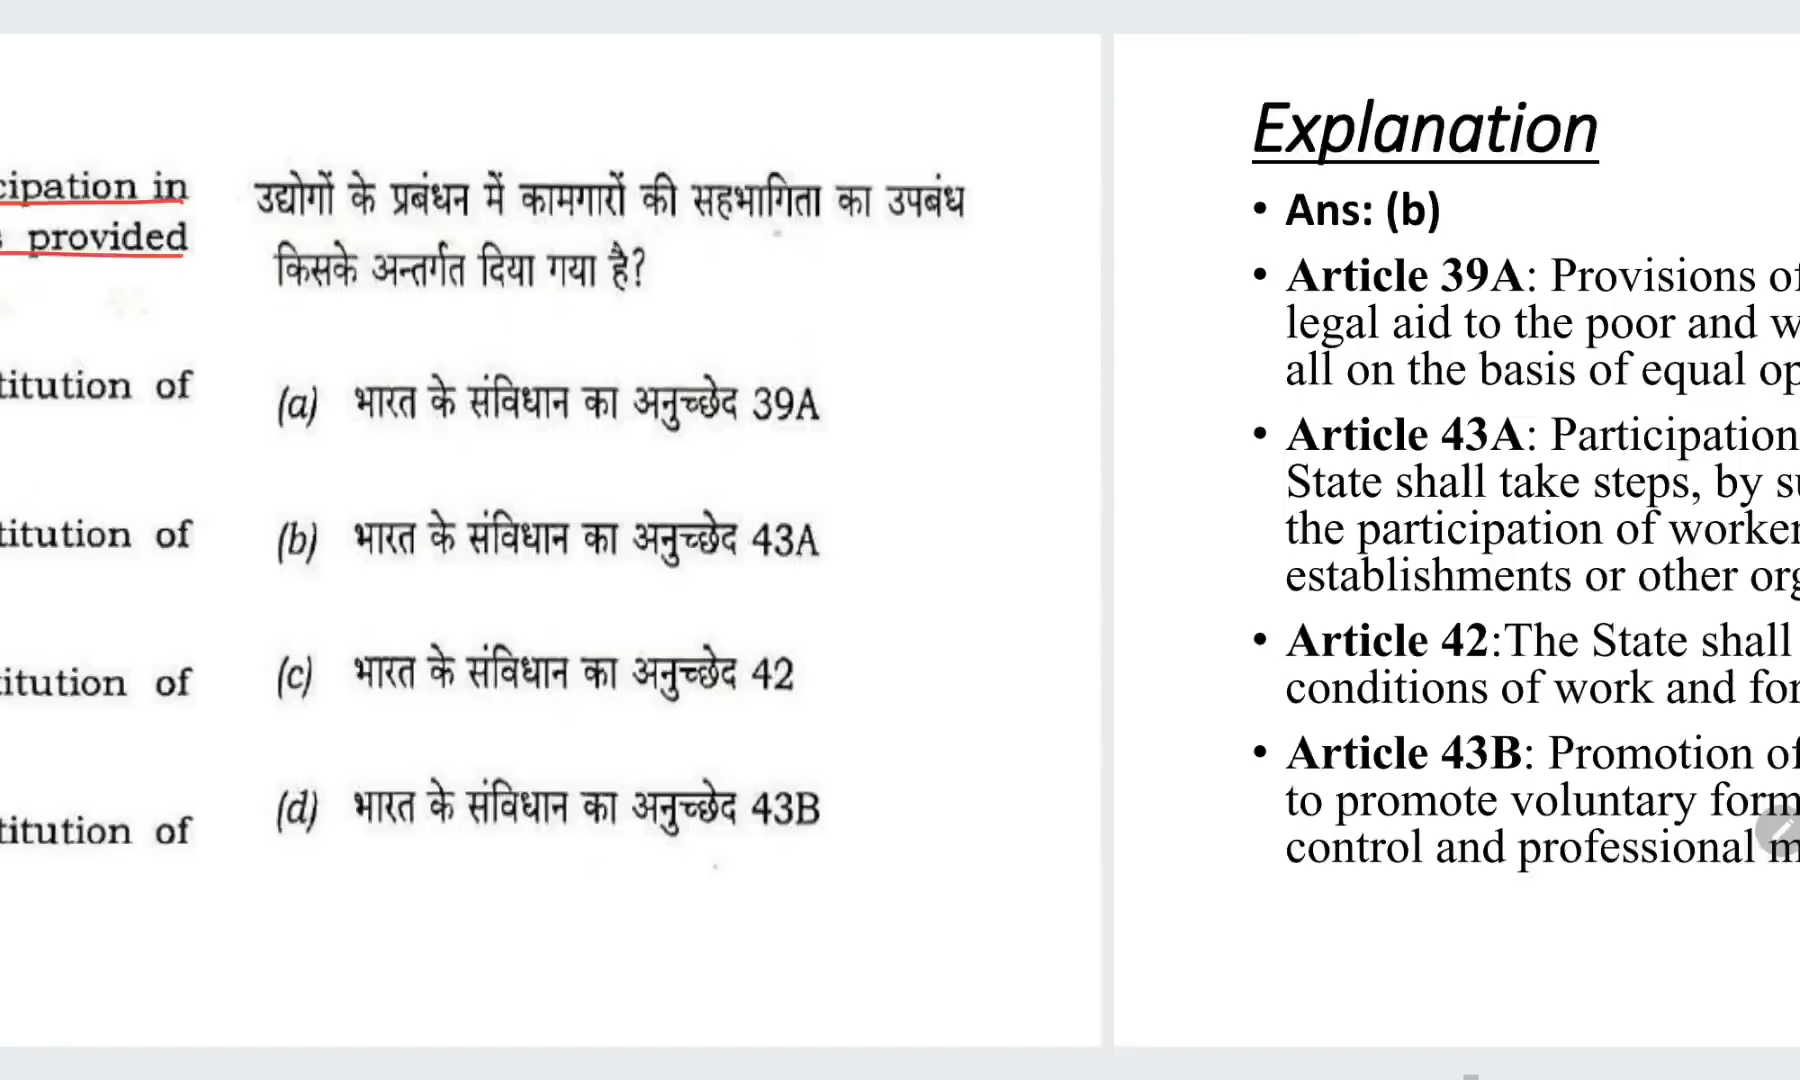 cipation in
provided
titution of
titution of
titution of
titution of
उद्योगों के प्रबंधन में कामगारों की सहभागिता का उपबंध
किसके अन्तर्गत दिया गया है?
(a) भारत के संविधान का अनुच्छेद 39A
(b) भारत के संविधान का अनुच्छेद 43A
(c) भारत के संविधान का अनुच्छेद 42
(d) भारत के संविधान का अनुच्छेद 43B
Explanation
• Ans: (b)
• Article 39A: Provisions of
legal aid to the poor and w
all on the basis of equal op
• Article 43A: Participation
State shall take steps, by su
the participation of worker
establishments or other org
• Article 42:The State shall
conditions of work and for
• Article 43B: Promotion of
to promote voluntary form
control and professional m